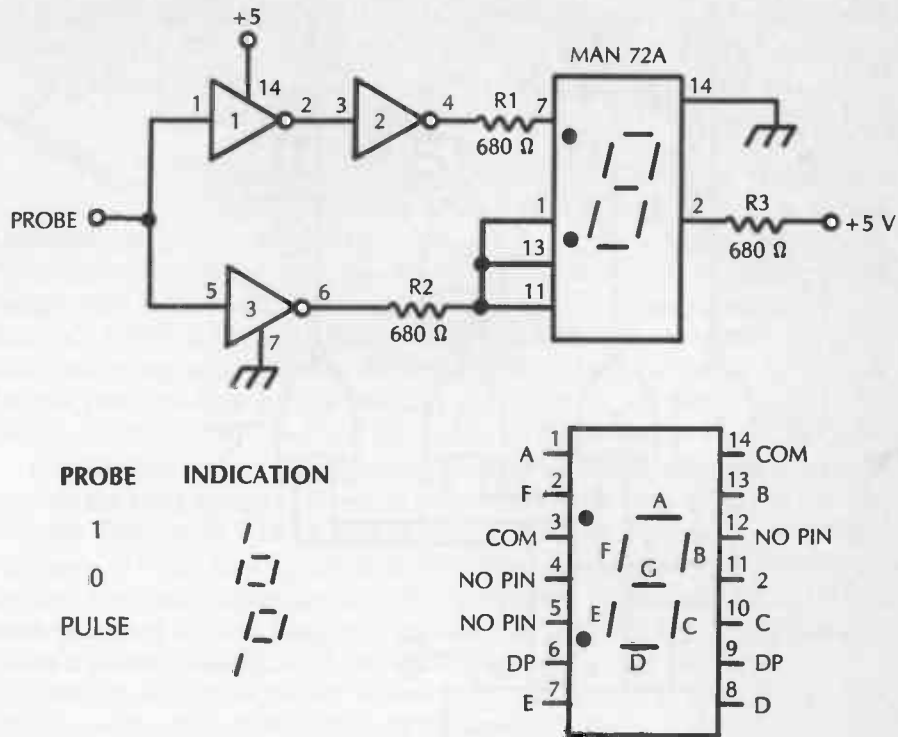 +5
MAN 72A
14
14
1
1
2
3
2
4
R1
7
680 Ω
PROBE
1
2
R3
+5 V
13
680 Ω
5
3
6
R2
11
7
680 Ω
PROBE INDICATION
1
0
PULSE
A 1
14 COM
F 2
13 B
A
COM 3
12 NO PIN
F
B
NO PIN 4
G
11 2
NO PIN 5
E
C
10 C
DP 6
D
9 DP
E 7
8 D